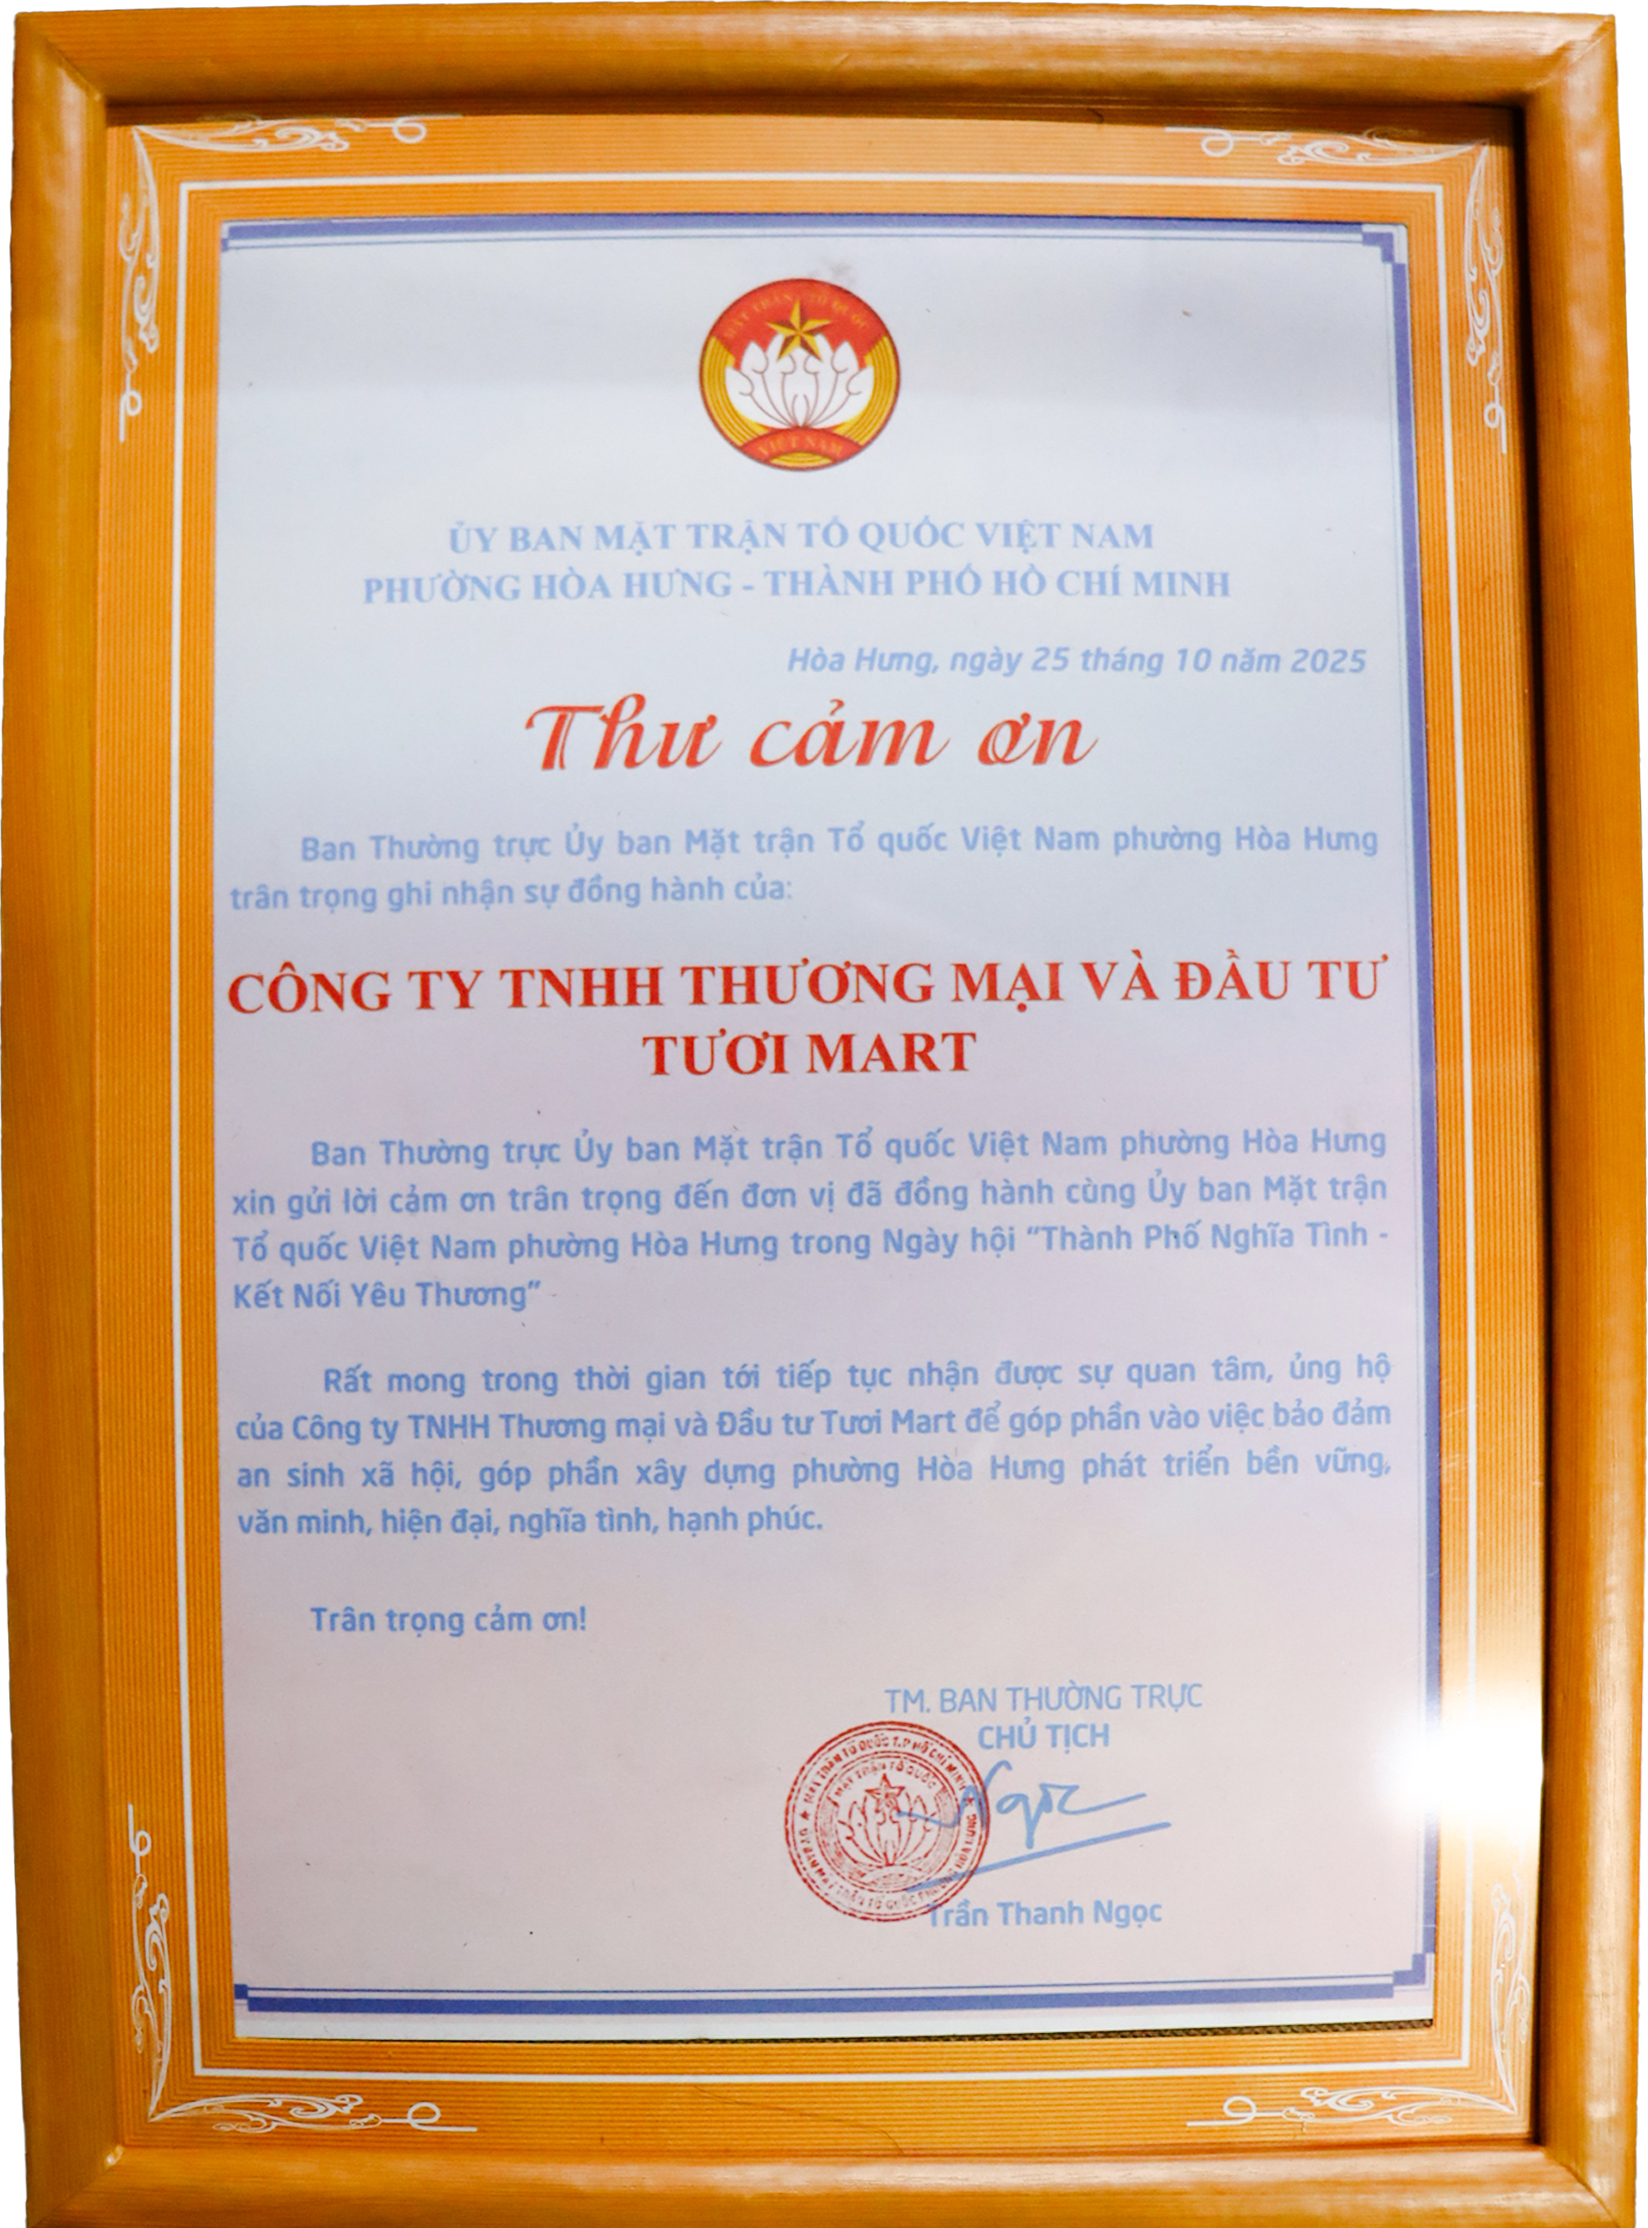 MẶT TRẬN TỔ QUỐC
VIỆT NAM
ỦY BAN MẶT TRẬN TỔ QUỐC VIỆT NAM
PHƯỜNG HÒA HƯNG - THÀNH PHỐ HỒ CHÍ MINH
Hòa Hưng, ngày 25 tháng 10 năm 2025
Thư cảm ơn
Ban Thường trực Ủy ban Mặt trận Tổ quốc Việt Nam phường Hòa Hưng
trân trọng ghi nhận sự đồng hành của:
CÔNG TY TNHH THƯƠNG MẠI VÀ ĐẦU TƯ
TƯƠI MART
Ban Thường trực Ủy ban Mặt trận Tổ quốc Việt Nam phường Hòa Hưng
xin gửi lời cảm ơn trân trọng đến đơn vị đã đồng hành cùng Ủy ban Mặt trận
Tổ quốc Việt Nam phường Hòa Hưng trong Ngày hội “Thành Phố Nghĩa Tình -
Kết Nối Yêu Thương”
Rất mong trong thời gian tới tiếp tục nhận được sự quan tâm, ủng hộ
của Công ty TNHH Thương mại và Đầu tư Tươi Mart để góp phần vào việc bảo đảm
an sinh xã hội, góp phần xây dựng phường Hòa Hưng phát triển bền vững,
văn minh, hiện đại, nghĩa tình, hạnh phúc.
Trân trọng cảm ơn!
TM. BAN THƯỜNG TRỰC
CHỦ TỊCH
Ngọc
Trần Thanh Ngọc